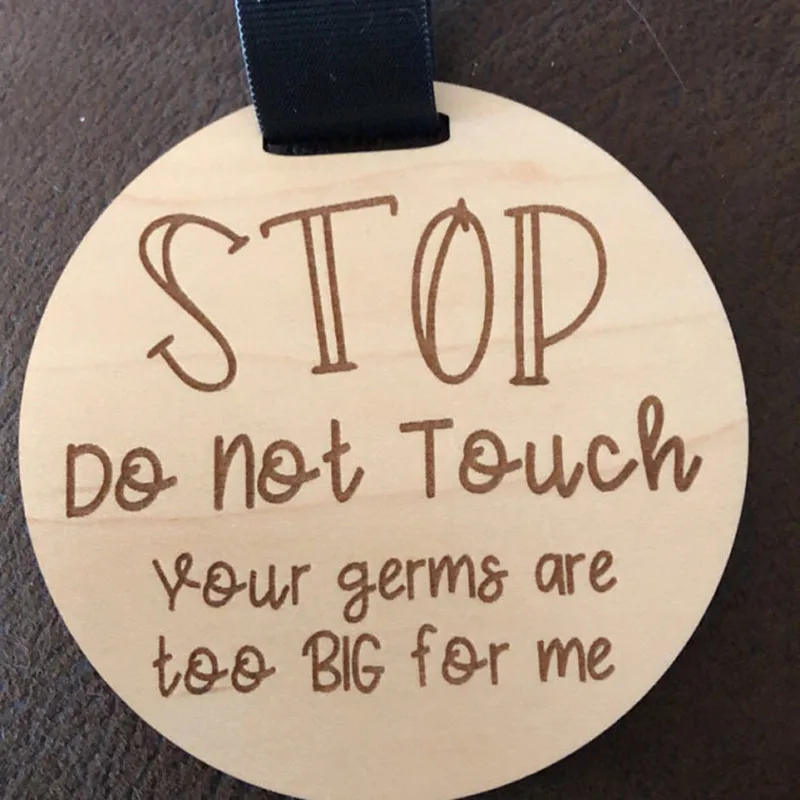 STOP
Do not Touch
Your germs are
too BIG for me